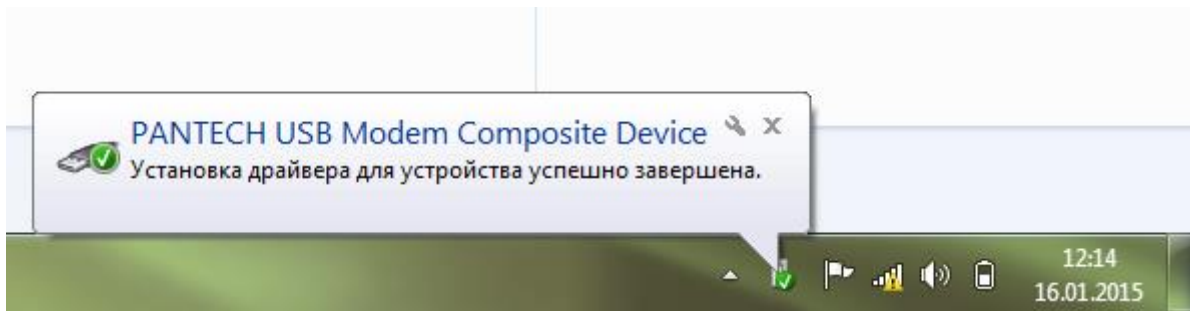 PANTECH USB Modem Composite Device
Установка драйвера для устройства успешно завершена.
12:14
16.01.2015